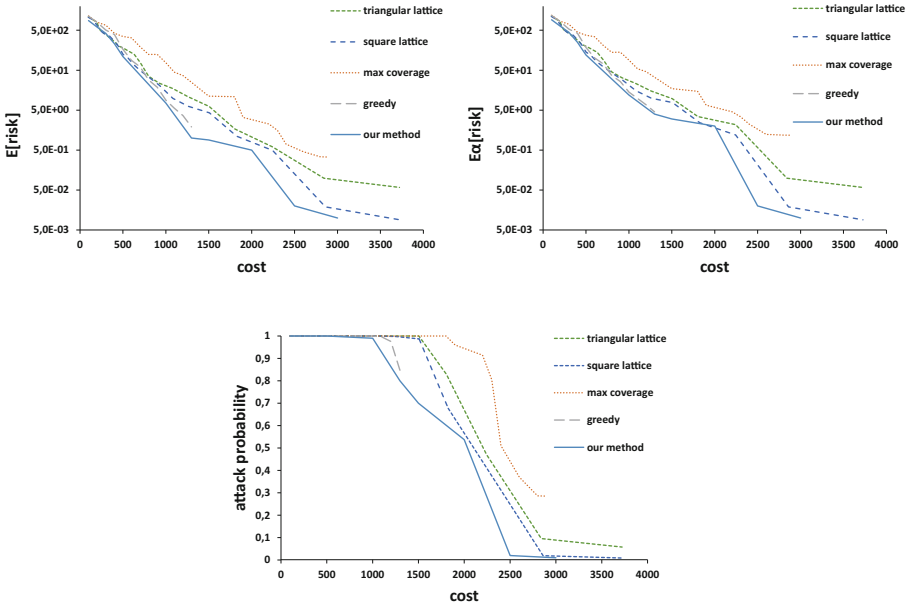 E[risk]
5,0E+02
5,0E+01
5,0E+00
5,0E-01
5,0E-02
5,0E-03
0 500 1000 1500 2000 2500 3000 3500 4000
cost
triangular lattice
square lattice
max coverage
greedy
our method
Eα[risk]
5,0E+02
5,0E+01
5,0E+00
5,0E-01
5,0E-02
5,0E-03
0 500 1000 1500 2000 2500 3000 3500 4000
cost
triangular lattice
square lattice
max coverage
greedy
our method
attack probability
1
0,9
0,8
0,7
0,6
0,5
0,4
0,3
0,2
0,1
0
0 500 1000 1500 2000 2500 3000 3500 4000
cost
triangular lattice
square lattice
max coverage
greedy
our method